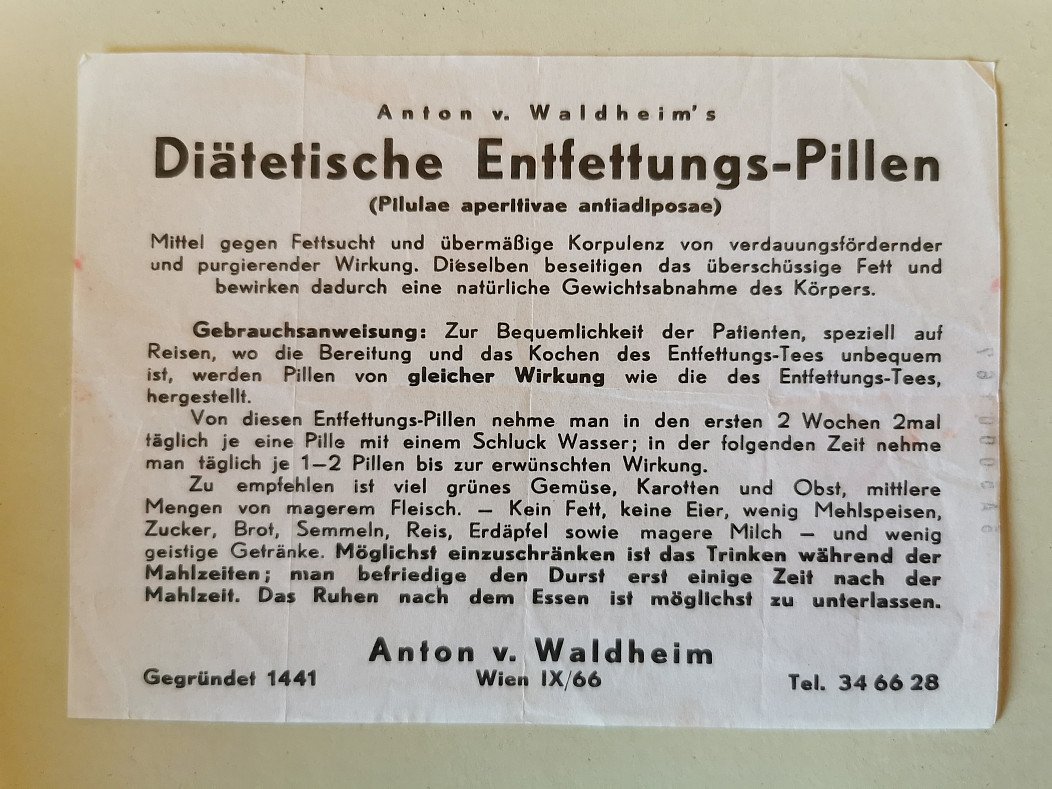 Anton v. Waldheim's
Diätetische Entfettungs-Pillen
(Pilulae aperitivae antiadiposae)
Mittel gegen Fettsucht und übermäßige Korpulenz von verdauungsfördernder
und purgierender Wirkung. Dieselben beseitigen das überschüssige Fett und
bewirken dadurch eine natürliche Gewichtsabnahme des Körpers.
Gebrauchsanweisung: Zur Bequemlichkeit der Patienten, speziell auf
Reisen, wo die Bereitung und das Kochen des Entfettungs-Tees unbequem
ist, werden Pillen von gleicher Wirkung wie die des Entfettungs-Tees,
hergestellt.
Von diesen Entfettungs-Pillen nehme man in den ersten 2 Wochen 2mal
täglich je eine Pille mit einem Schluck Wasser; in der folgenden Zeit nehme
man täglich je 1–2 Pillen bis zur erwünschten Wirkung.
Zu empfehlen ist viel grünes Gemüse, Karotten und Obst, mittlere
Mengen von magerem Fleisch. – Kein Fett, keine Eier, wenig Mehlspeisen,
Zucker, Brot, Semmeln, Reis, Erdäpfel sowie magere Milch – und wenig
geistige Getränke. Möglichst einzuschränken ist das Trinken während der
Mahlzeiten; man befriedige den Durst erst einige Zeit nach der
Mahlzeit. Das Ruhen nach dem Essen ist möglichst zu unterlassen.
Anton v. Waldheim
Gegründet 1441 Wien IX/66 Tel. 34 66 28